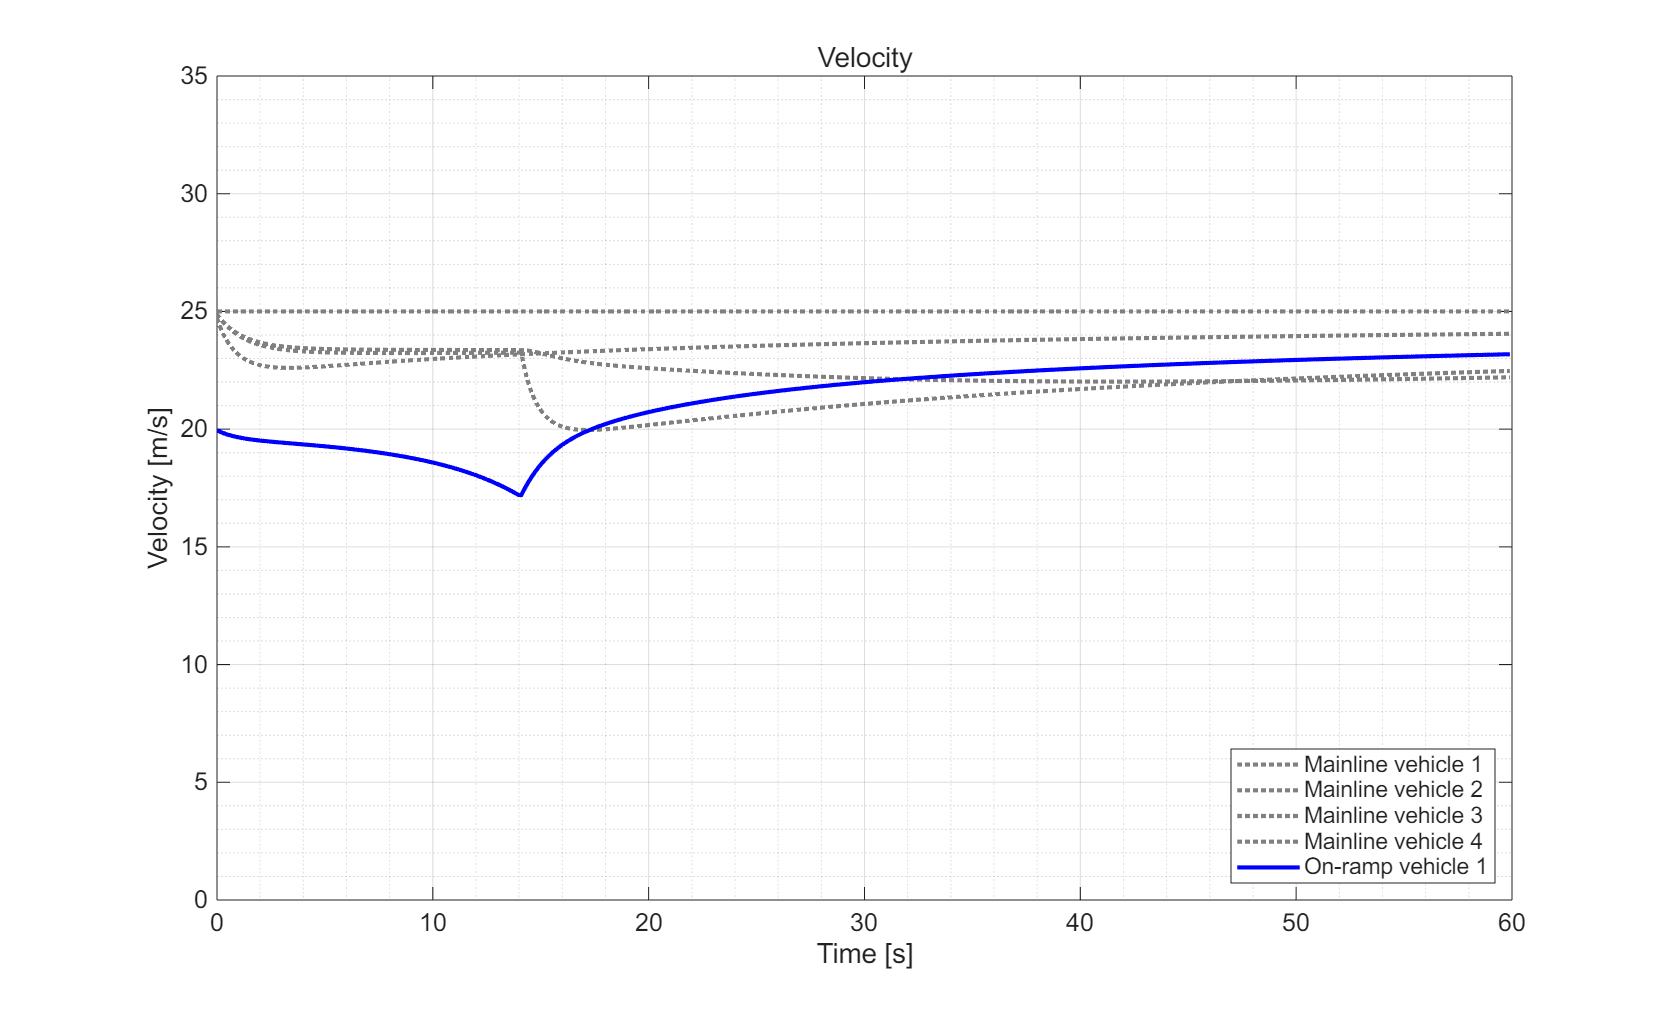 Velocity
35
30
25
20
15
10
5
0
Velocity [m/s]
0 10 20 30 40 50 60
Time [s]
Mainline vehicle 1
Mainline vehicle 2
Mainline vehicle 3
Mainline vehicle 4
On-ramp vehicle 1